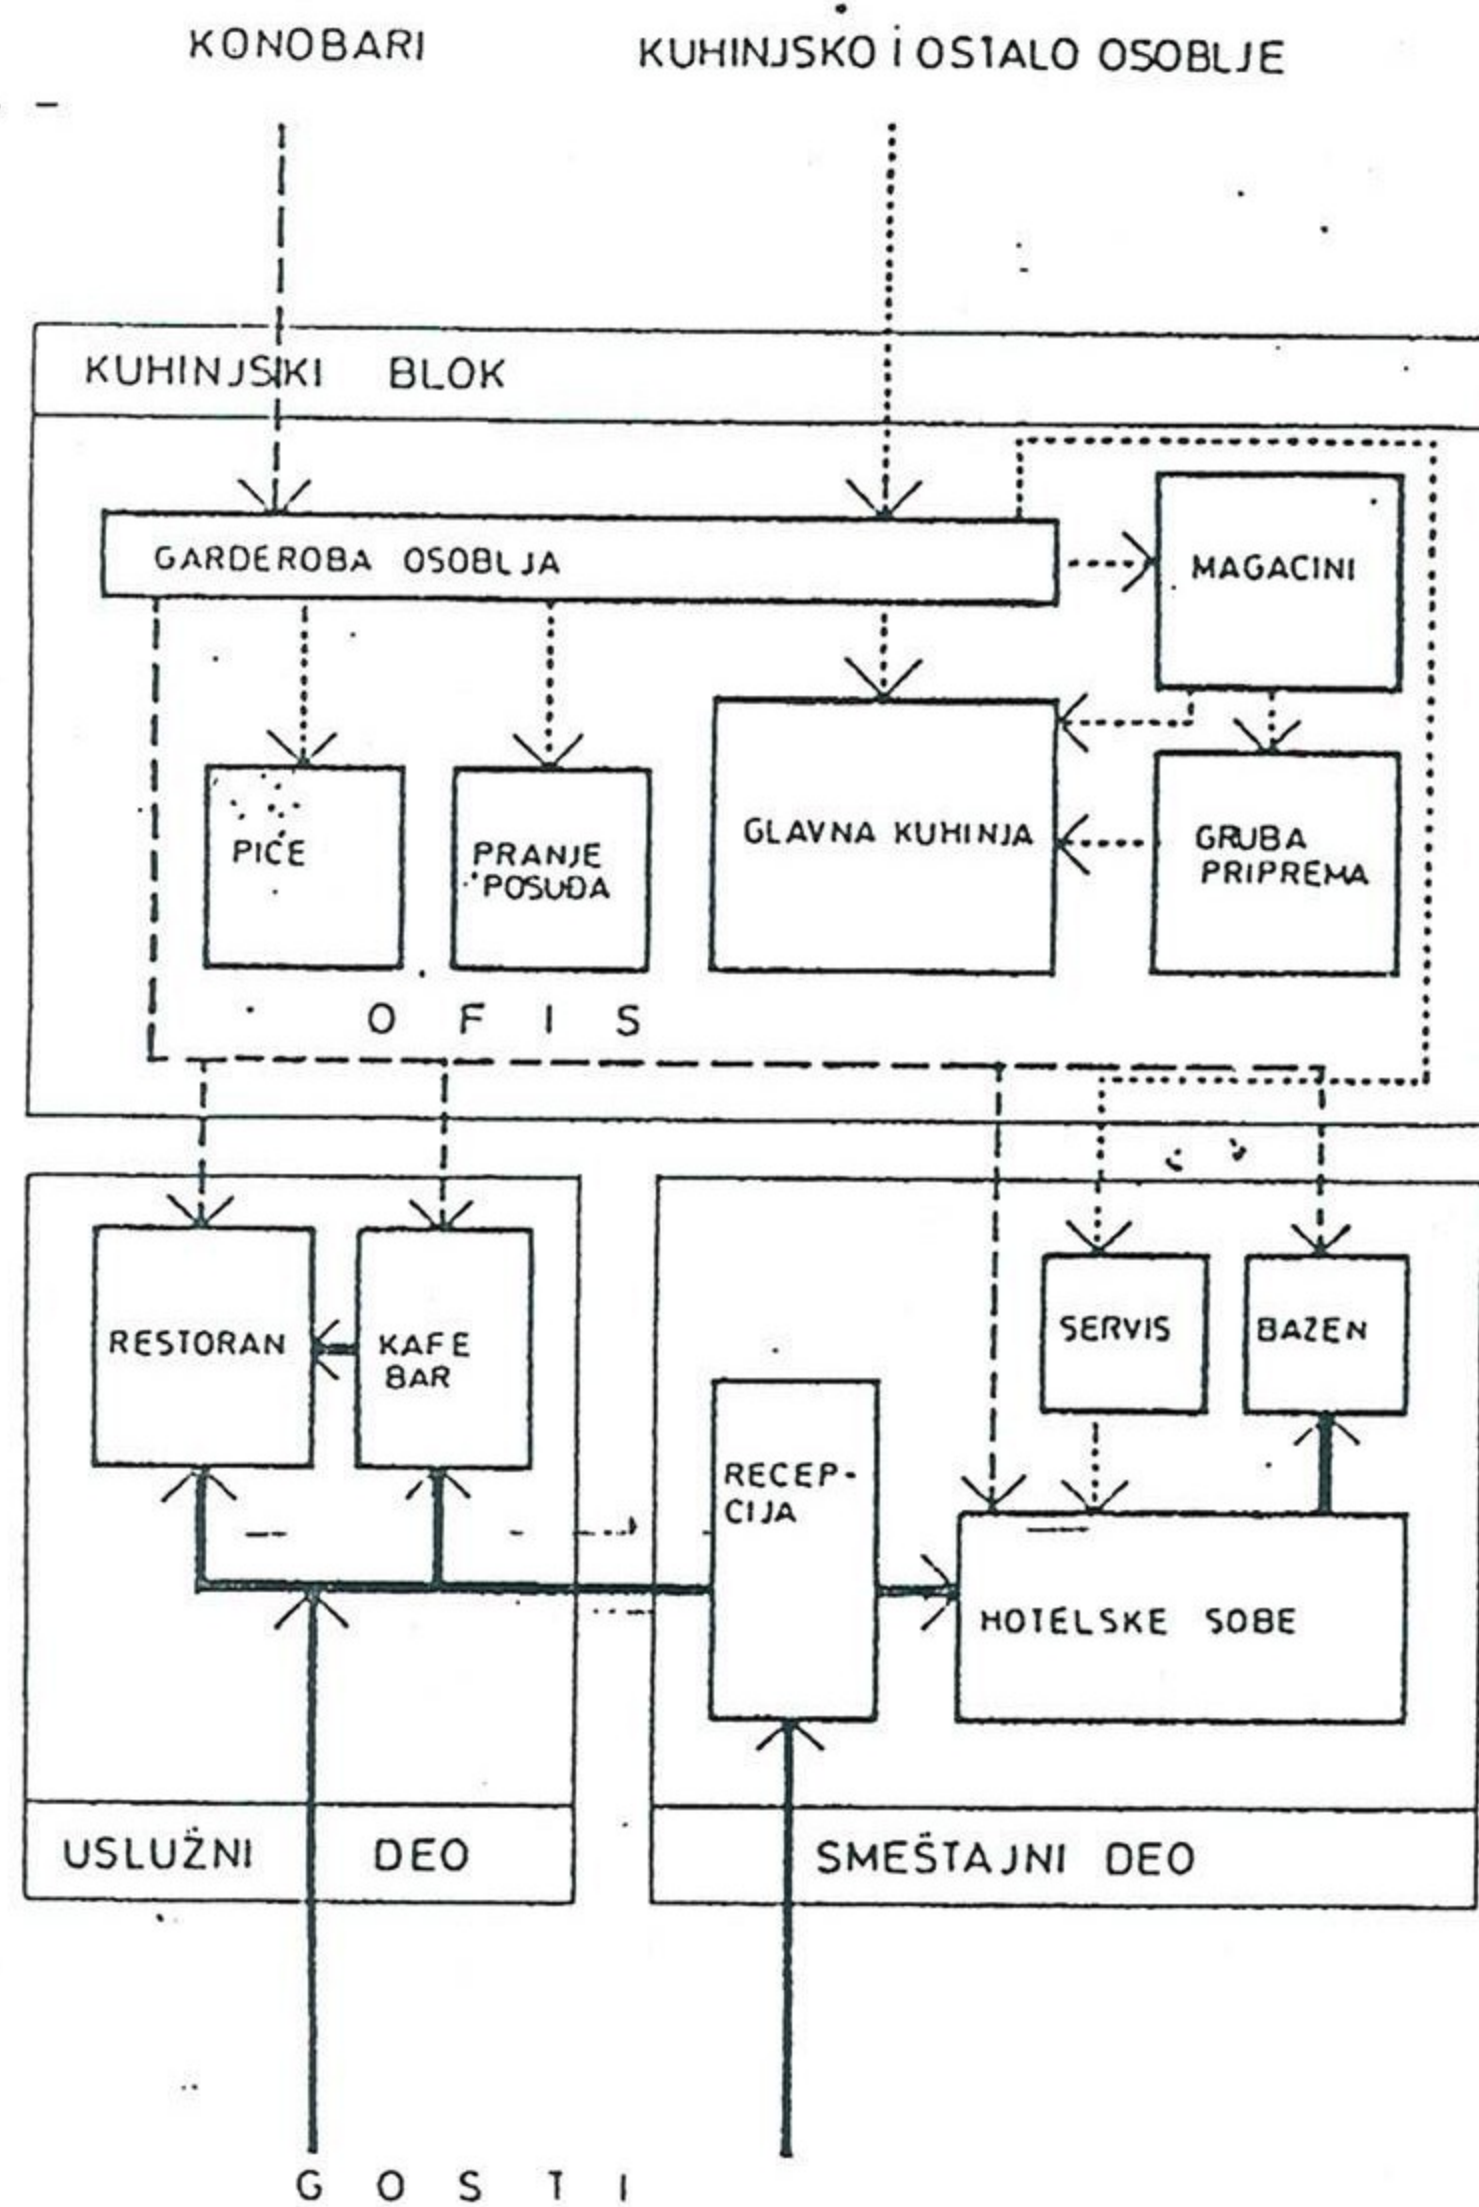 KONOBARI
KUHINJSKO I OSTALO OSOBLJE
KUHINJSKI BLOK
GARDEROBA OSOBLJA
MAGACINI
PIĆE
PRANJE
POSUĐA
GLAVNA KUHINJA
GRUBA
PRIPREMA
O F I S
RESTORAN
KAFE
BAR
SERVIS
BAZEN
RECEP-
CIJA
HOTELSKE SOBE
USLUŽNI DEO
SMEŠTAJNI DEO
G O S T I